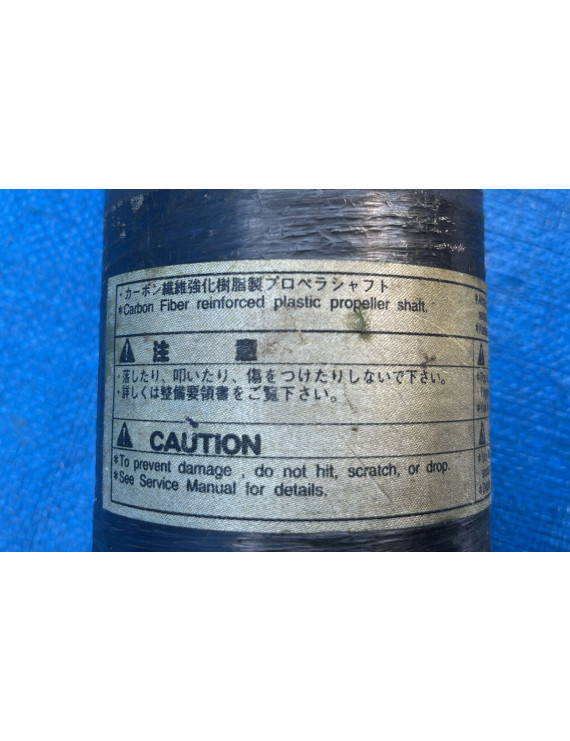 ・カーボン繊維強化樹脂製プロペラシャフト
*Carbon Fiber reinforced plastic propeller shaft.
注 意
・落したり、叩いたり、傷をつけたりしないで下さい。
・詳しくは整備要領書をご覧下さい。
CAUTION
*To prevent damage , do not hit, scratch, or drop.
*See Service Manual for details.